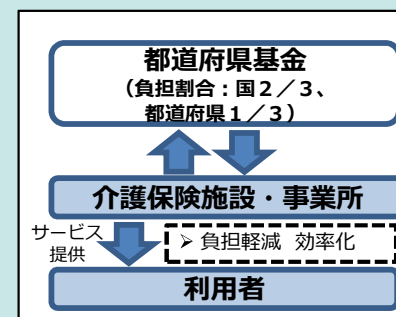 都道府県基金
（負担割合：国２／３、
都道府県１／３）
介護保険施設・事業所
サービス
提供
➢ 負担軽減 効率化
利用者